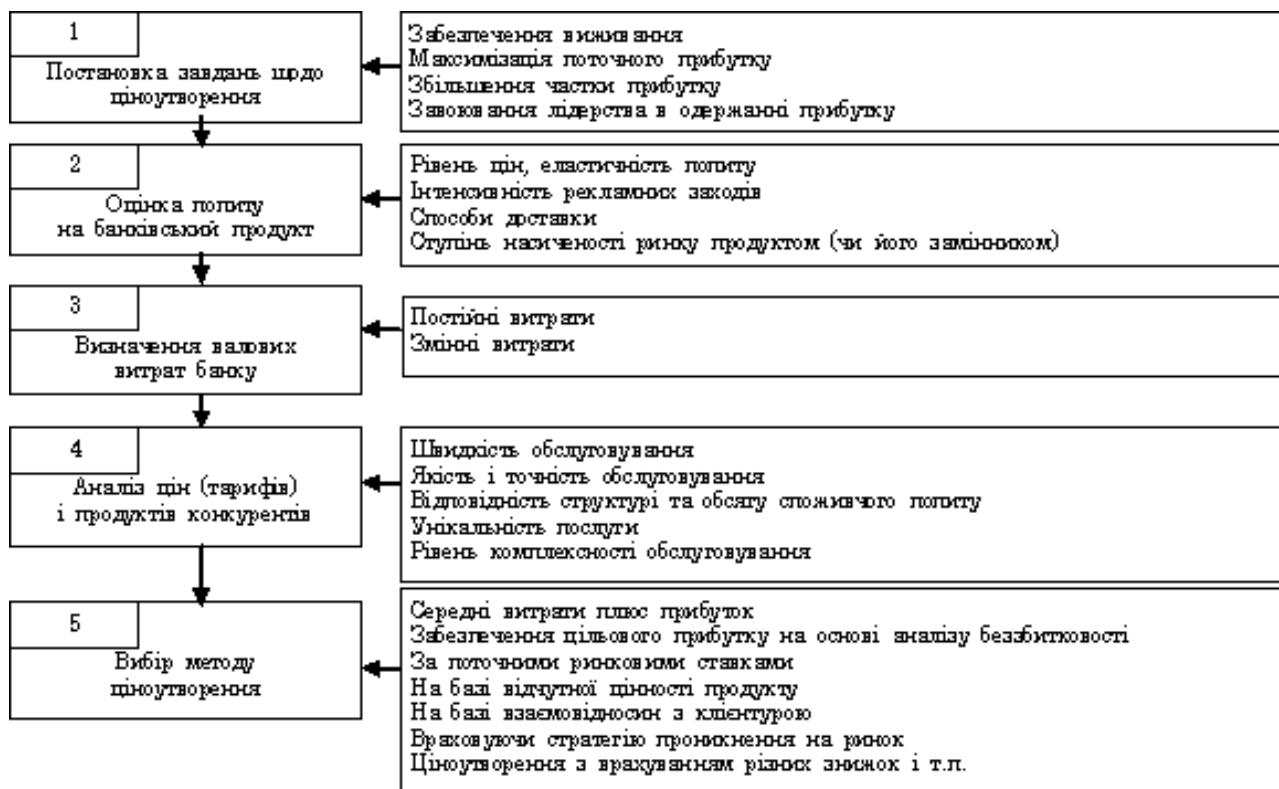 1
Постановка завдань щодо
ціноутворення
Забезпечення виживання
Максимізація поточного прибутку
Збільшення частки прибутку
Завоювання лідерства в одержанні прибутку
2
Оцінка попиту
на банківський продукт
Рівень цін, еластичність попиту
Інтенсивність рекламних заходів
Способи доставки
Ступінь насиченості ринку продуктом (чи його замінником)
3
Визначення валових
витрат банку
Постійні витрати
Змінні витрати
4
Аналіз цін (тарифів)
і продуктів конкурентів
Швидкість обслуговування
Якість і точність обслуговування
Відповідність структурі та обсягу споживчого попиту
Унікальність послуги
Рівень комплексності обслуговування
5
Вибір методу
ціноутворення
Середні витрати плюс прибуток
Забезпечення цільового прибутку на основі аналізу беззбитковості
За поточними ринковими ставками
На базі відчутної цінності продукту
На базі взаємовідносин з клієнтурою
Враховуючи стратегію проникнення на ринок
Ціноутворення з врахуванням різних знижок і т.п.